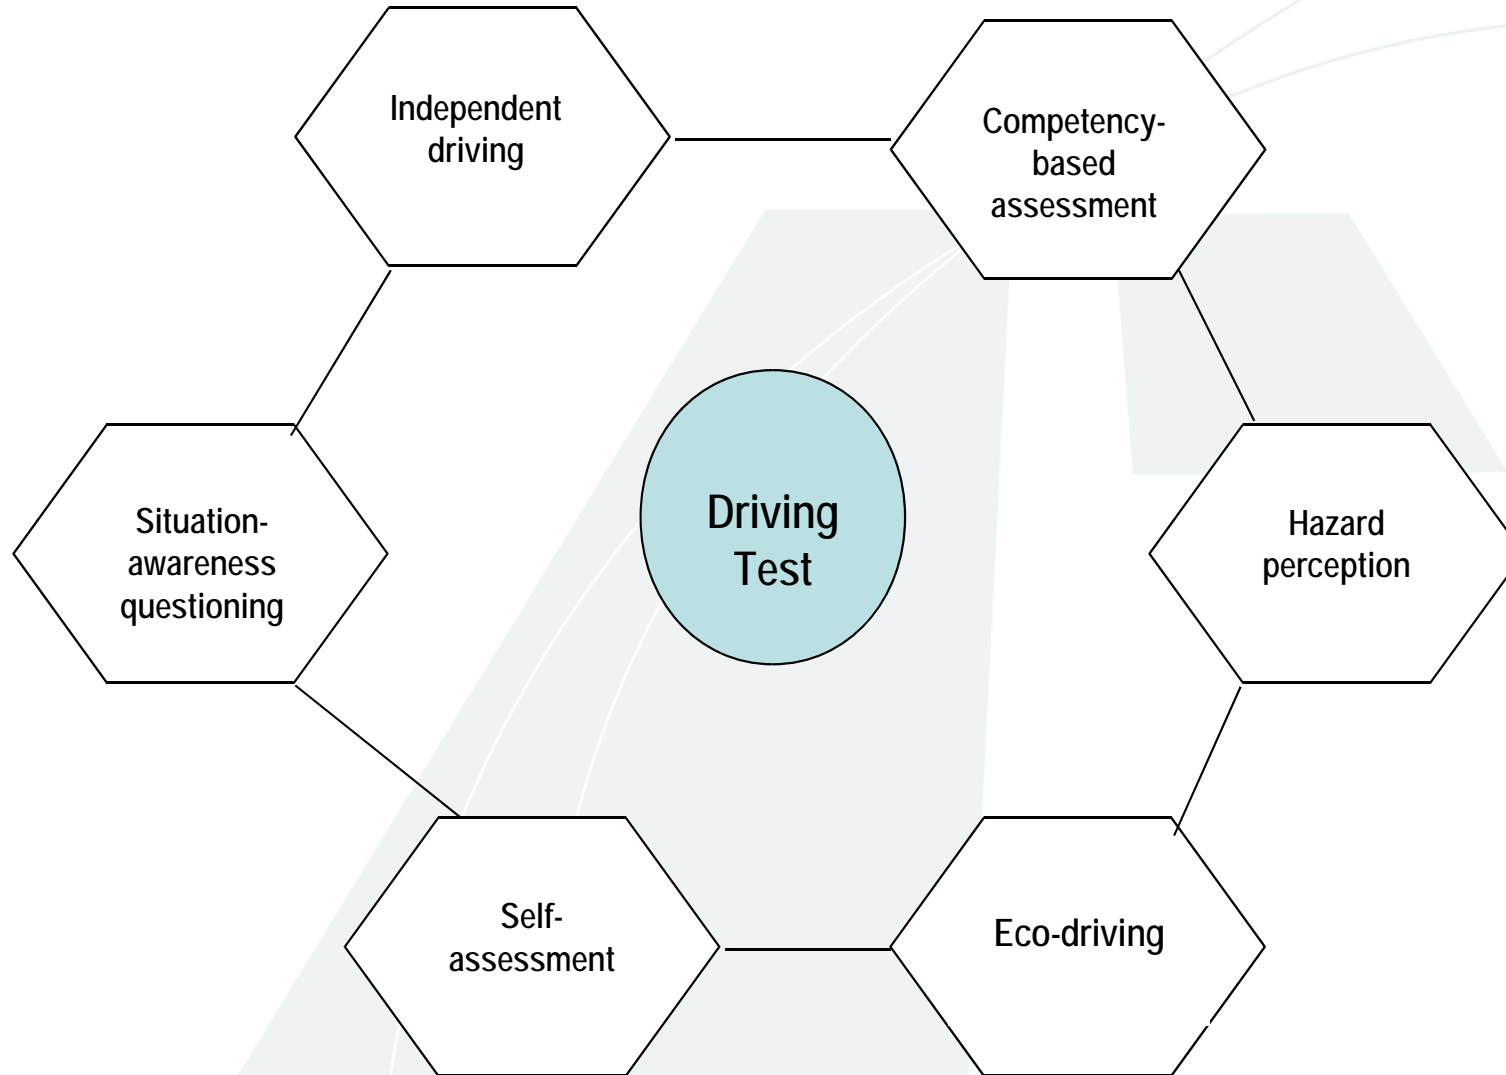 Independent
driving
Competency-
based
assessment
Situation-
awareness
questioning
Driving
Test
Hazard
perception
Self-
assessment
Eco-driving